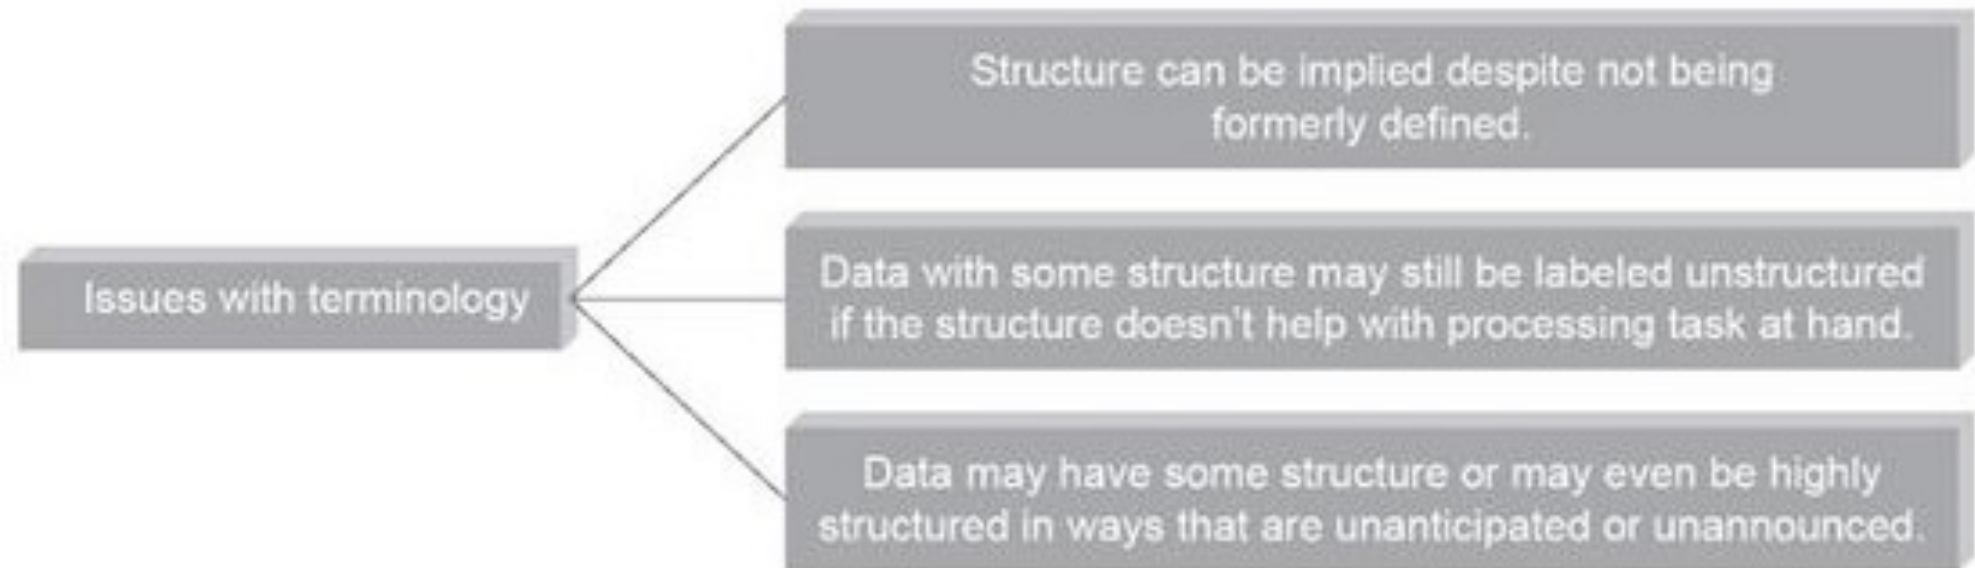 Issues with terminology
Structure can be implied despite not being
formerly defined.
Data with some structure may still be labeled unstructured
if the structure doesn't help with processing task at hand.
Data may have some structure or may even be highly
structured in ways that are unanticipated or unannounced.